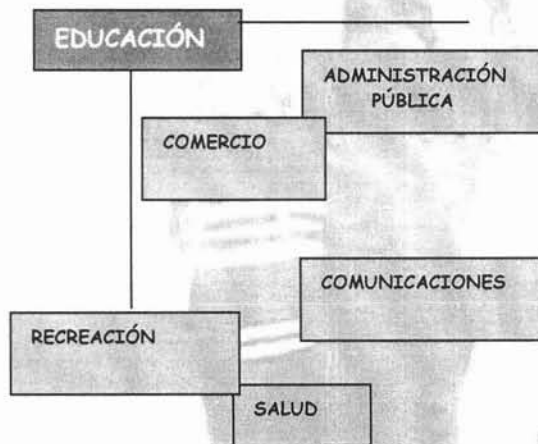 EDUCACIÓN
ADMINISTRACIÓN
PÚBLICA
COMERCIO
COMUNICACIONES
RECREACIÓN
SALUD